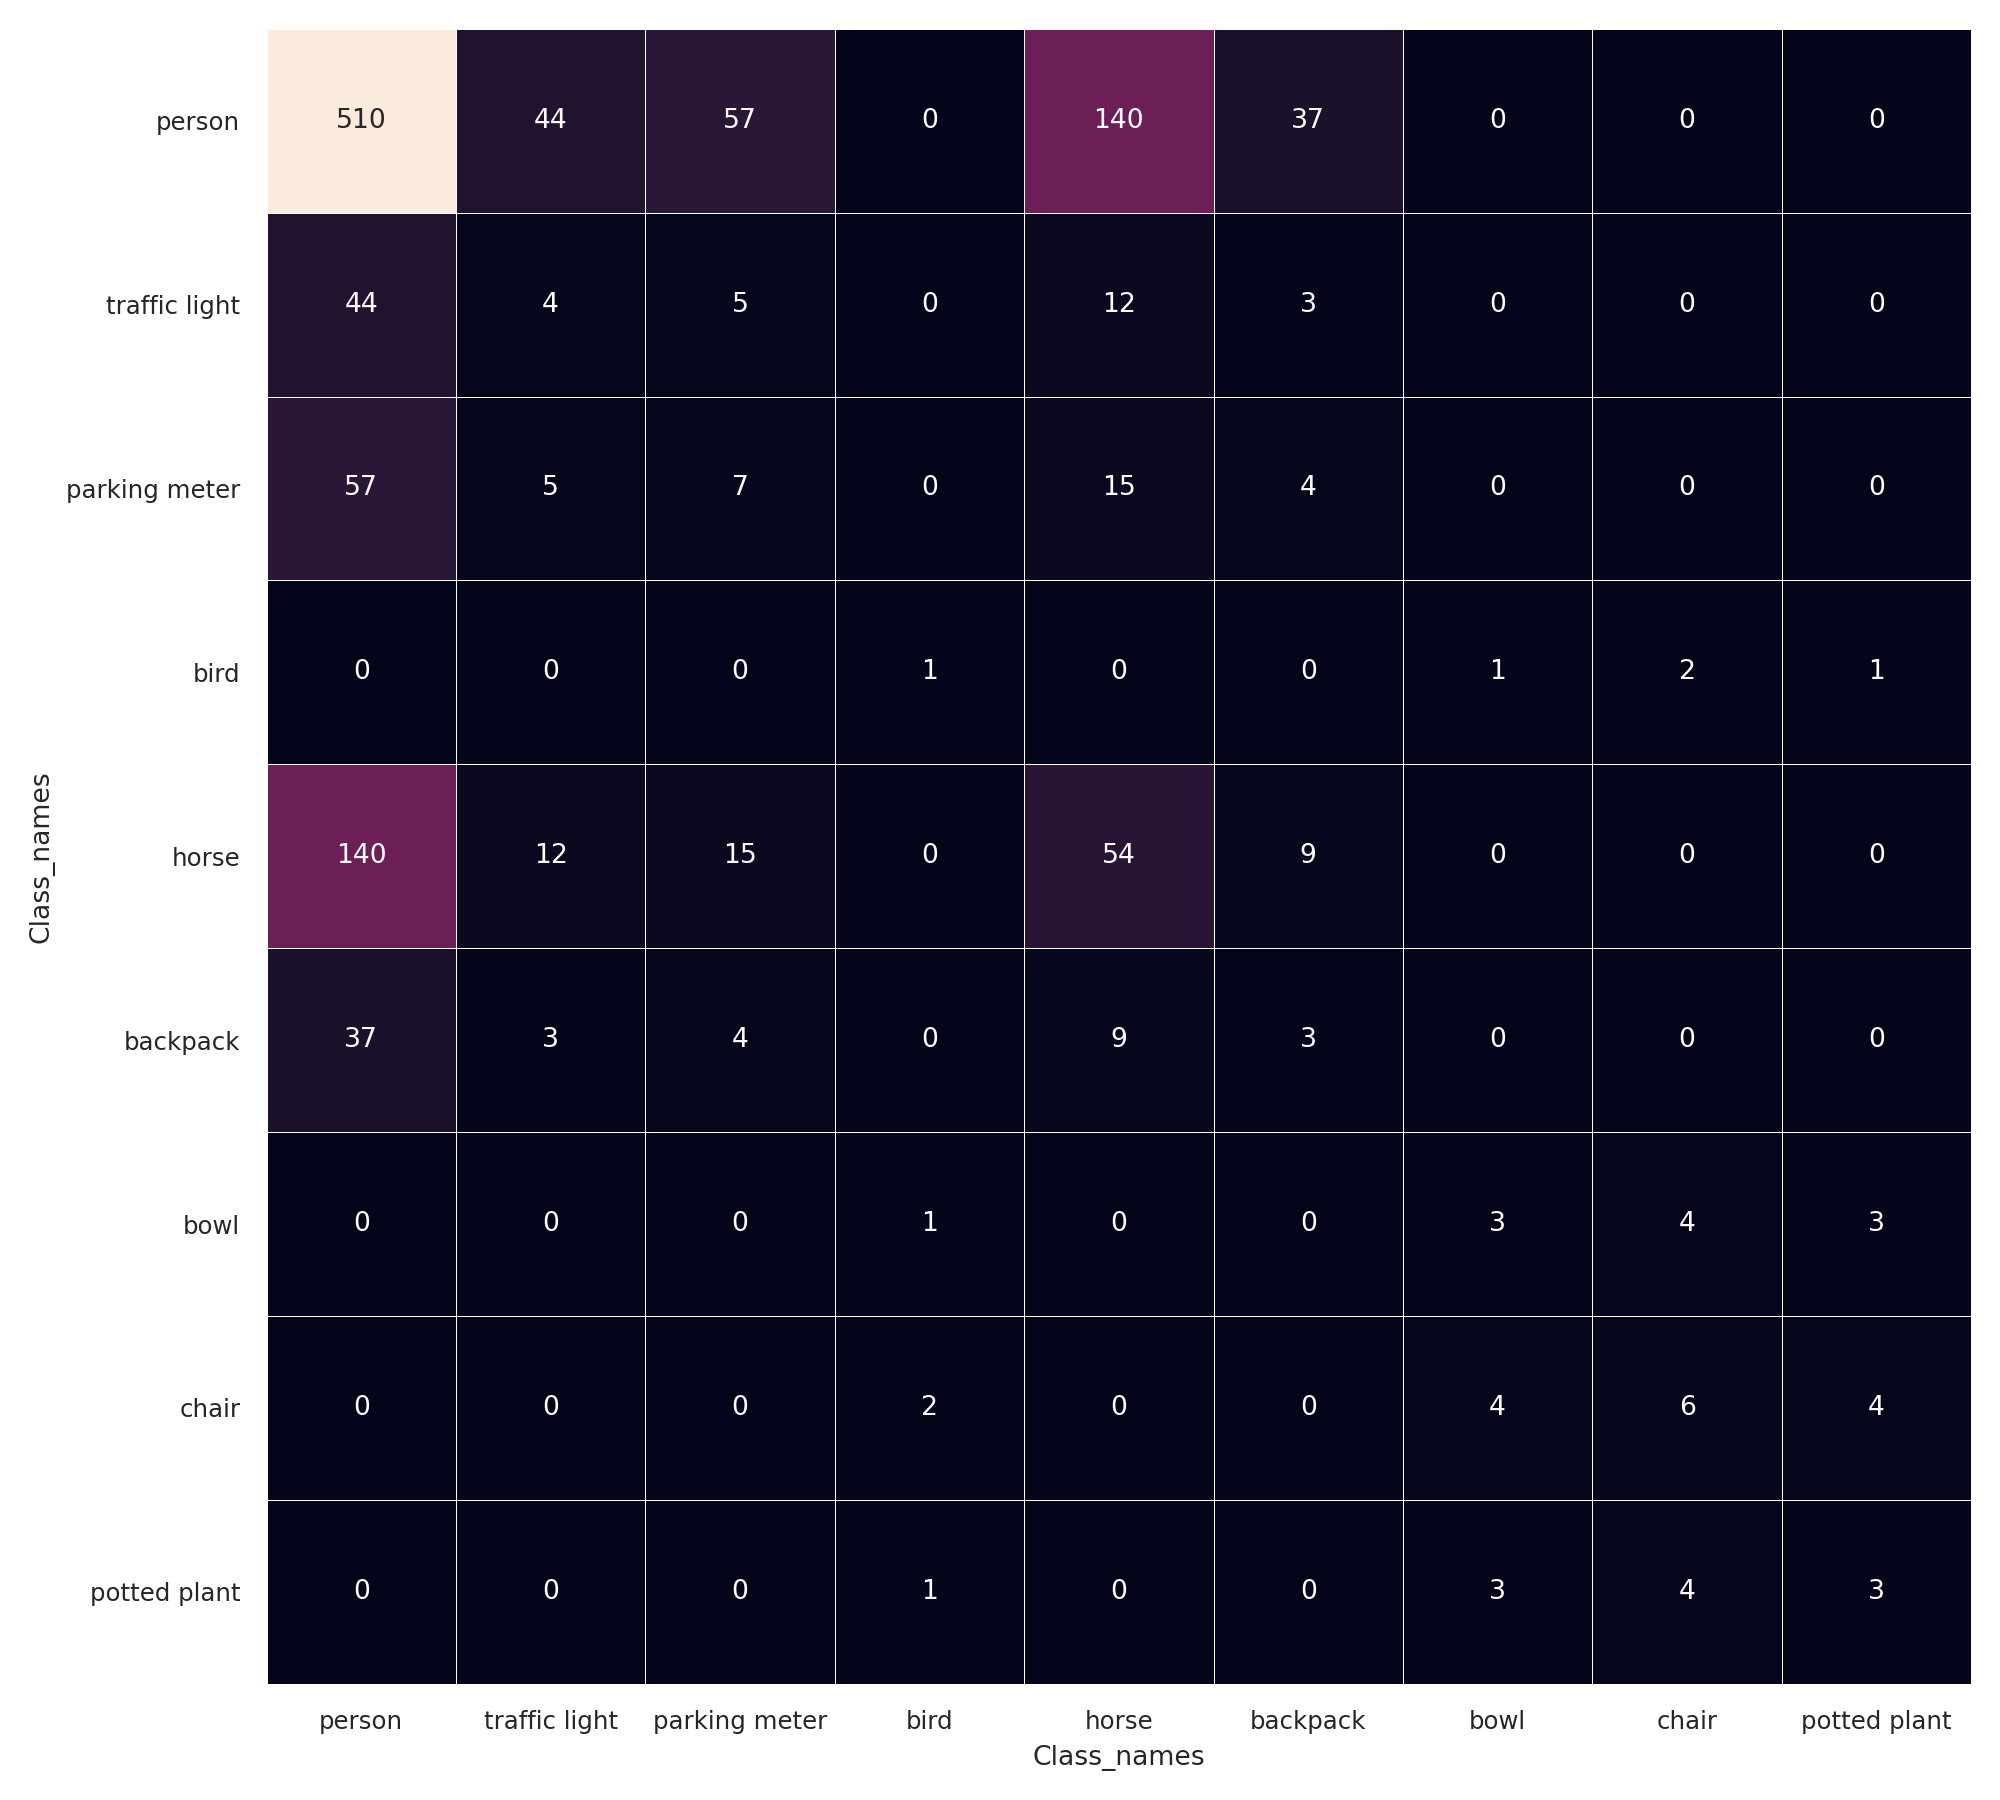 person 510 44 57 0 140 37 0 0 0
traffic light 44 4 5 0 12 3 0 0 0
parking meter 57 5 7 0 15 4 0 0 0
bird 0 0 0 1 0 0 1 2 1
horse 140 12 15 0 54 9 0 0 0
backpack 37 3 4 0 9 3 0 0 0
bowl 0 0 0 1 0 0 3 4 3
chair 0 0 0 2 0 0 4 6 4
potted plant 0 0 0 1 0 0 3 4 3
Class_names
person traffic light parking meter bird horse backpack bowl chair potted plant
Class_names